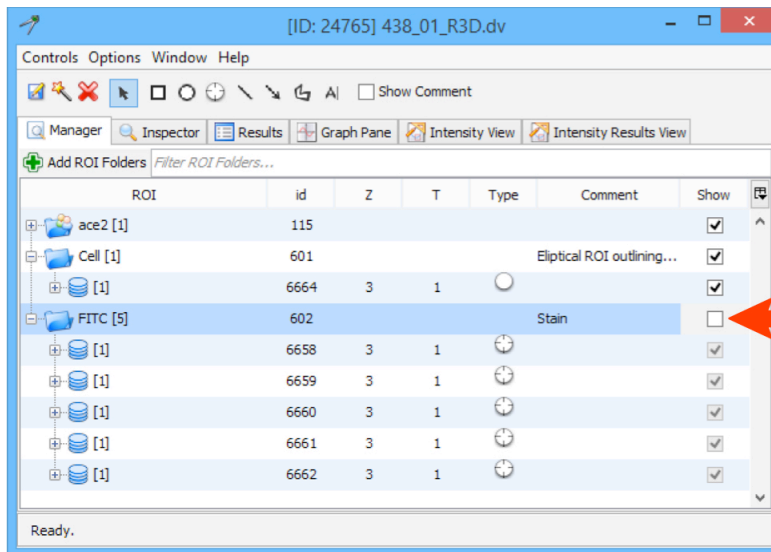 [ID: 24765] 438_01_R3D.dv
Controls Options Window Help
A Show Comment
Manager Inspector Results Graph Pane Intensity View Intensity Results View
Add ROI Folders Filter ROI Folders...
ROI id Z T Type Comment Show
ace2 [1] 115
Cell [1] 601 Eliptical ROI outlining...
[1] 6664 3 1
FITC [5] 602 Stain
[1] 6658 3 1
[1] 6659 3 1
[1] 6660 3 1
[1] 6661 3 1
[1] 6662 3 1
Ready.